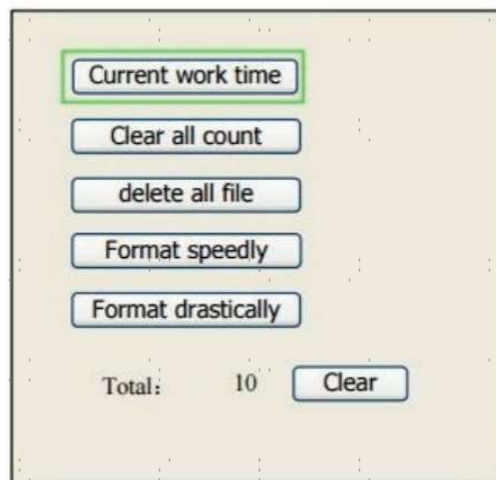 Current work time
Clear all count
delete all file
Format speedly
Format drastically
Total: 10 Clear